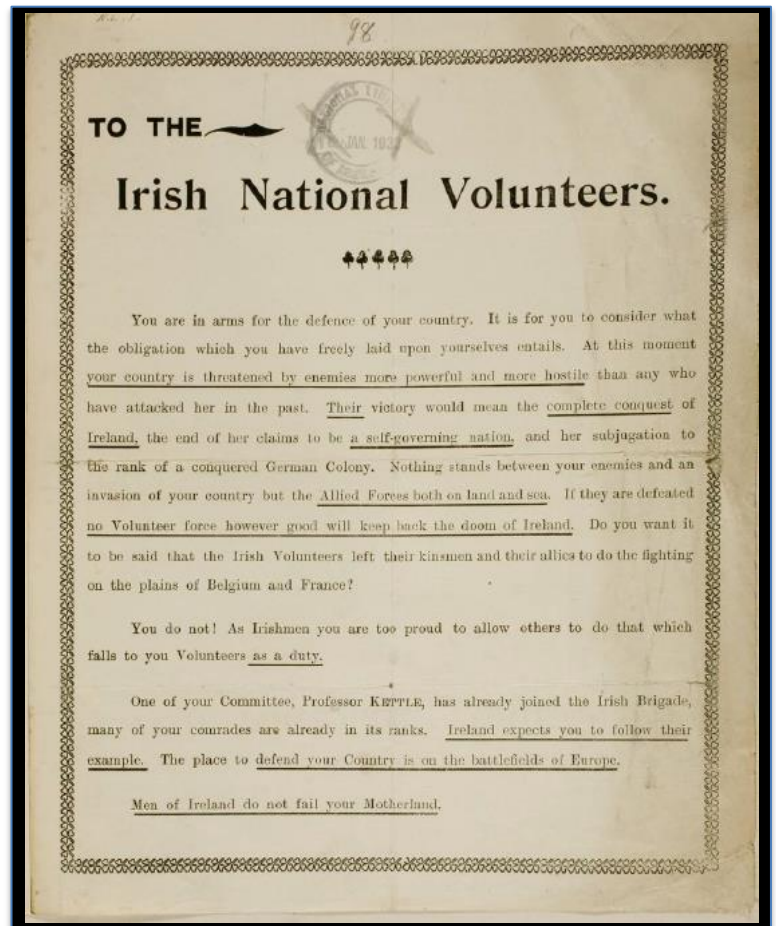 98
TO THE
NATIONAL LIBRARY
JAN. 193
OF
Irish National Volunteers.
You are in arms for the defence of your country. It is for you to consider what
the obligation which you have freely laid upon yourselves entails. At this moment
your country is threatened by enemies more powerful and more hostile than any who
have attacked her in the past. Their victory would mean the complete conquest of
Ireland, the end of her claims to be a self-governing nation, and her subjugation to
the rank of a conquered German Colony. Nothing stands between your enemies and an
invasion of your country but the Allied Forces both on land and sea. If they are defeated
no Volunteer force however good will keep back the doom of Ireland. Do you want it
to be said that the Irish Volunteers left their kinsmen and their allies to do the fighting
on the plains of Belgium and France?
You do not! As Irishmen you are too proud to allow others to do that which
falls to you Volunteers as a duty.
One of your Committee, Professor KETTLE, has already joined the Irish Brigade,
many of your comrades are already in its ranks. Ireland expects you to follow their
example. The place to defend your Country is on the battlefields of Europe.
Men of Ireland do not fail your Motherland.